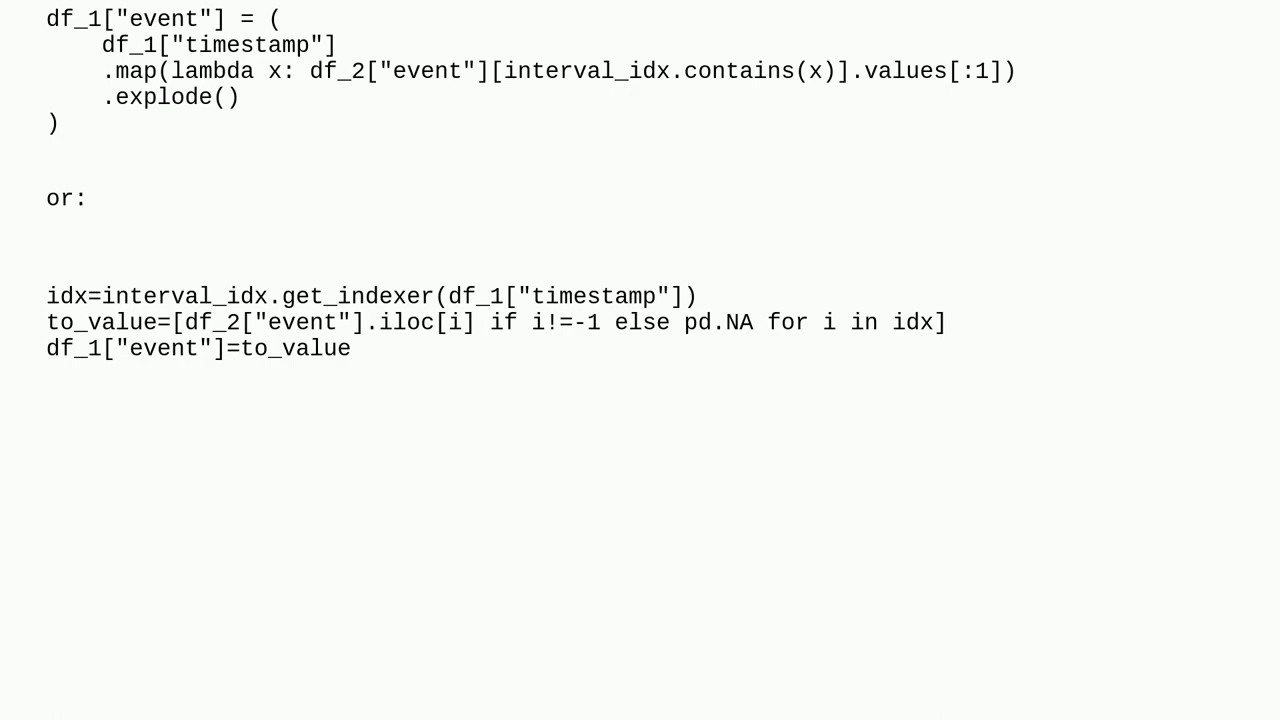 df_1["event"] = (
    df_1["timestamp"]
    .map(lambda x: df_2["event"][interval_idx.contains(x)].values[:1])
    .explode()
)
or:
idx=interval_idx.get_indexer(df_1["timestamp"])
to_value=[df_2["event"].iloc[i] if i!=-1 else pd.NA for i in idx]
df_1["event"]=to_value